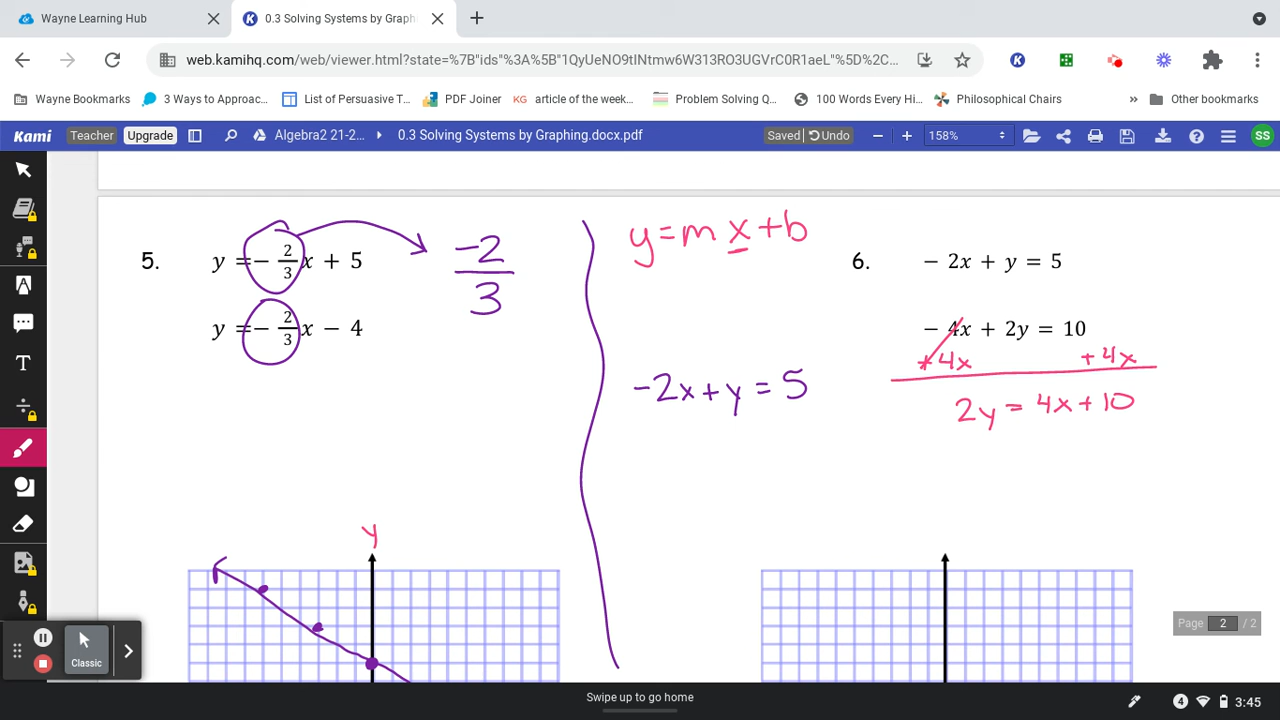 Wayne Learning Hub
0.3 Solving Systems by Graphi
web.kamihq.com/web/viewer.html?state=%7B"ids"%3A%5B"1QyUeNO9tINtmw6W313RO3UGVrC0R1aeL"%5D%2C...
Wayne Bookmarks
3 Ways to Approac...
List of Persuasive T...
PDF Joiner
KG article of the week...
Problem Solving Q...
100 Words Every Hi...
Philosophical Chairs
»
Other bookmarks
Kami
Teacher
Upgrade
Algebra2 21-2...
0.3 Solving Systems by Graphing.docx.pdf
Saved
Undo
158%
SS
y = mx + b
5.
y = - 2/3 x + 5
-2/3
6.
- 2x + y = 5
y = - 2/3 x - 4
- 4x + 2y = 10
+ 4x + 4x
-2x + y = 5
2y = 4x + 10
y
Page 2 / 2
Classic
Swipe up to go home
4
3:45